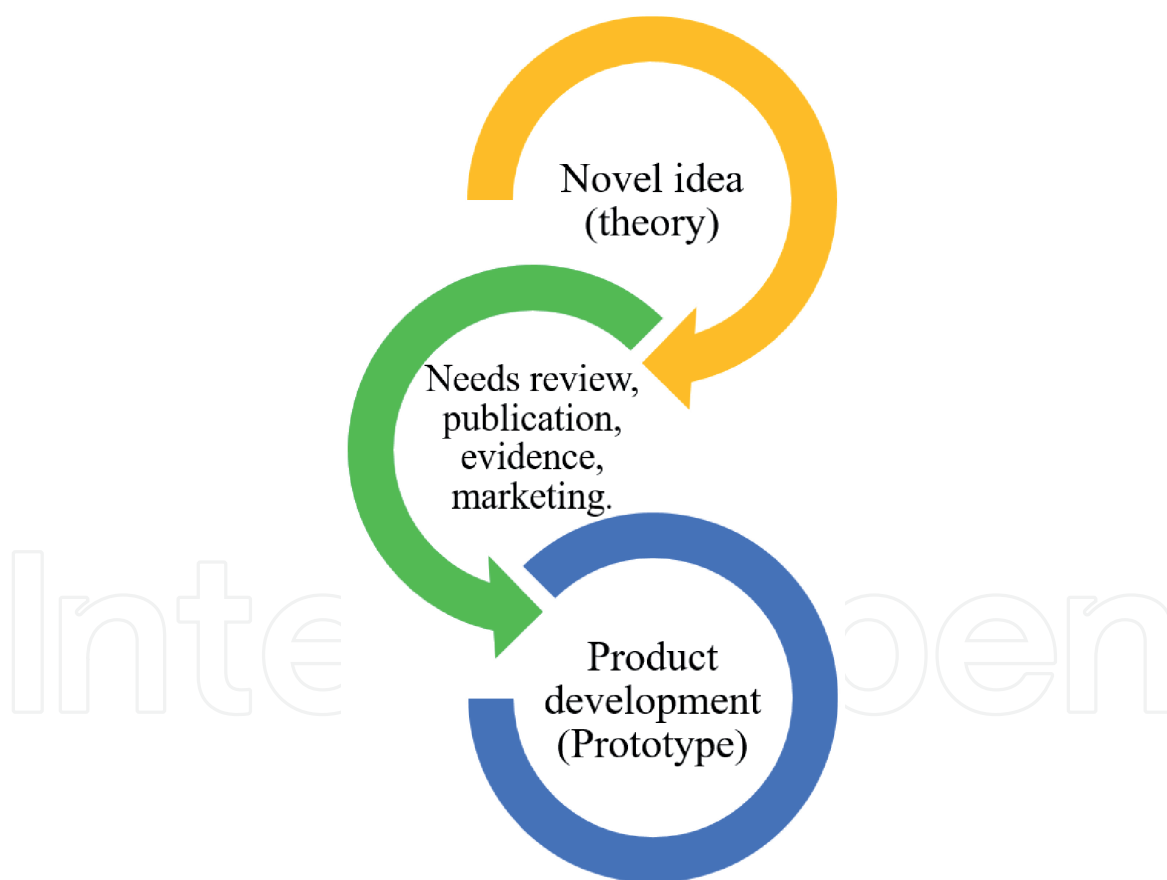 Novel idea
(theory)
Needs review,
publication,
evidence,
marketing.
Product
development
(Prototype)